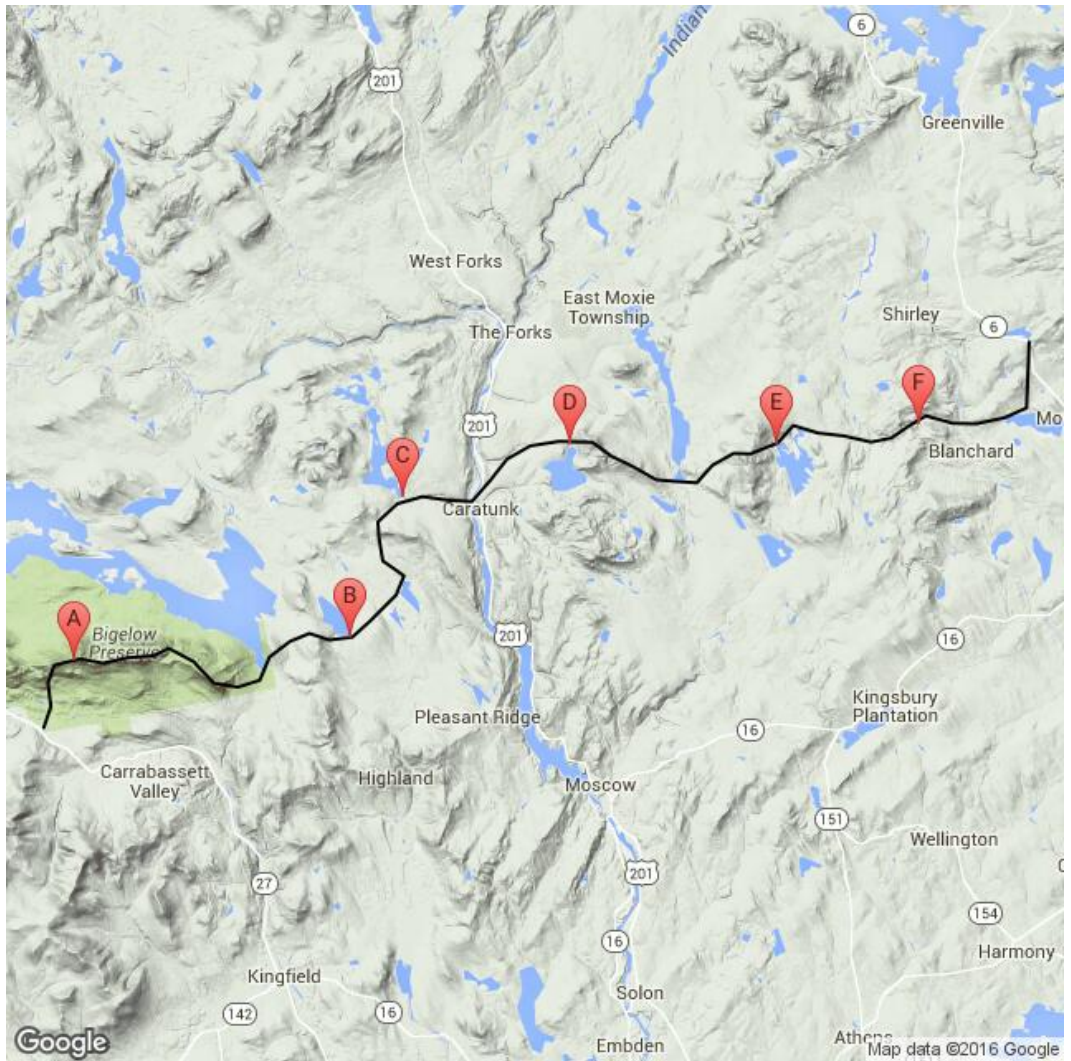 6
Indian
201
Greenville
West Forks
East Moxie
Township
The Forks
Shirley
6
F
D
E
201
C
Blanchard
Mo
Caratunk
B
A
Bigelow
Preserve
201
16
Kingsbury
Plantation
Pleasant Ridge
16
Carrabassett
Valley
Highland
Moscow
151
Wellington
27
201
154
16
Harmony
Kingfield
Solon
142
16
Athens
Embden
Google
Map data ©2016 Google